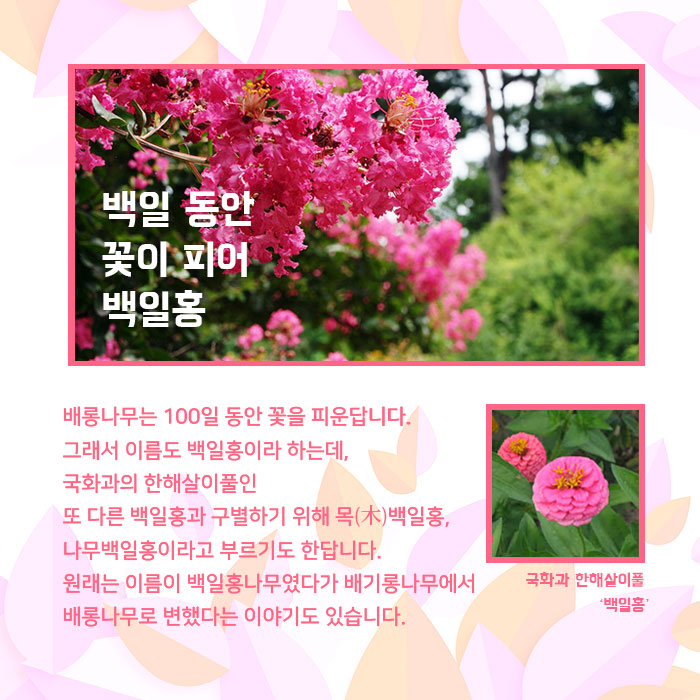 백일 동안
꽃이 피어
백일홍
배롱나무는 100일 동안 꽃을 피운답니다.
그래서 이름도 백일홍이라 하는데,
국화과의 한해살이풀인
또 다른 백일홍과 구별하기 위해 목(木)백일홍,
나무백일홍이라고 부르기도 한답니다.
원래는 이름이 백일홍나무였다가 배기롱나무에서
배롱나무로 변했다는 이야기도 있습니다.
국화과 한해살이풀
'백일홍'